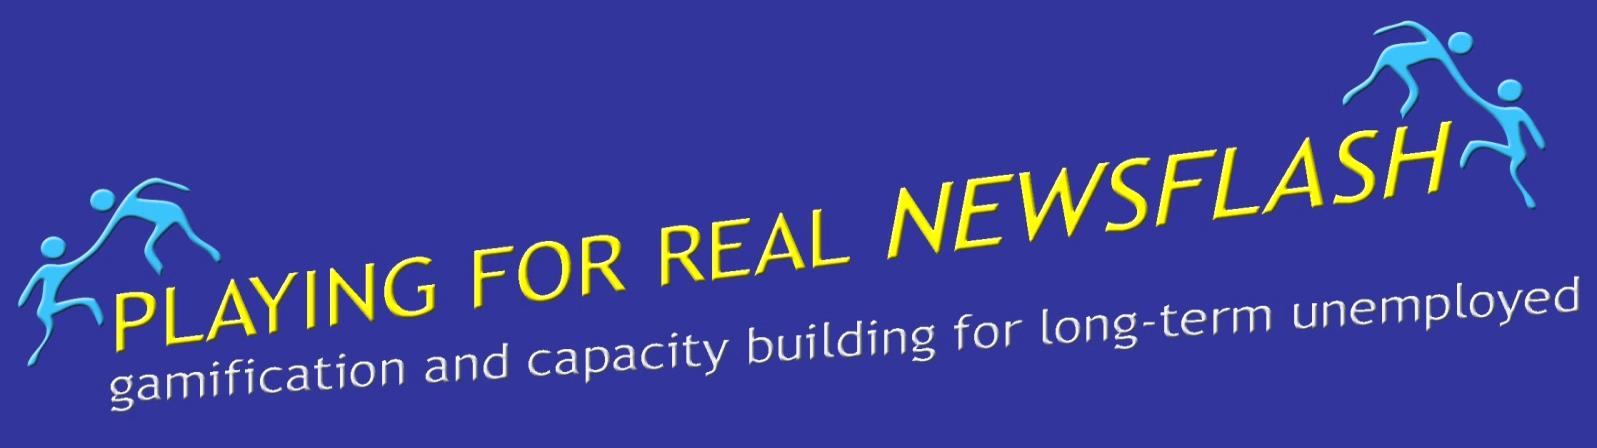 PLAYING FOR REAL NEWSFLASH
gamification and capacity building for long-term unemployed